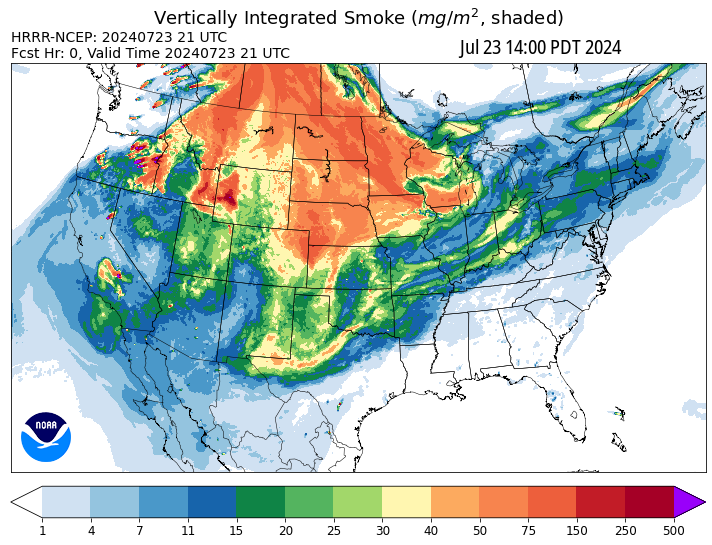 Vertically Integrated Smoke (mg/m², shaded)
HRRR-NCEP: 20240723 21 UTC
Fcst Hr: 0, Valid Time 20240723 21 UTC
Jul 23 14:00 PDT 2024
NOAA
1 4 7 11 15 20 25 30 40 50 75 150 250 500